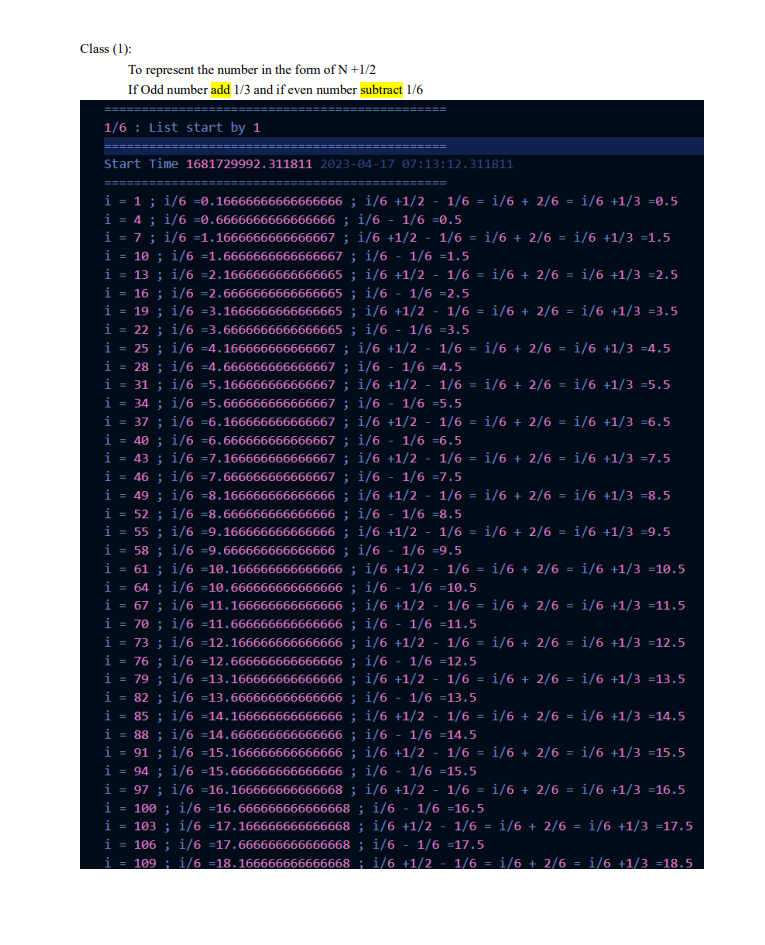 Class (1):
To represent the number in the form of N +1/2
If Odd number add 1/3 and if even number subtract 1/6
==============================================
1/6 : List start by 1
==============================================
Start Time 1681729992.311811 2023-04-17 07:13:12.311811
==============================================
i = 1 ; i/6 =0.16666666666666666 ; i/6 +1/2 - 1/6 = i/6 + 2/6 = i/6 +1/3 =0.5
i = 4 ; i/6 =0.6666666666666666 ; i/6 - 1/6 =0.5
i = 7 ; i/6 =1.1666666666666667 ; i/6 +1/2 - 1/6 = i/6 + 2/6 = i/6 +1/3 =1.5
i = 10 ; i/6 =1.6666666666666667 ; i/6 - 1/6 =1.5
i = 13 ; i/6 =2.1666666666666665 ; i/6 +1/2 - 1/6 = i/6 + 2/6 = i/6 +1/3 =2.5
i = 16 ; i/6 =2.6666666666666665 ; i/6 - 1/6 =2.5
i = 19 ; i/6 =3.1666666666666665 ; i/6 +1/2 - 1/6 = i/6 + 2/6 = i/6 +1/3 =3.5
i = 22 ; i/6 =3.6666666666666665 ; i/6 - 1/6 =3.5
i = 25 ; i/6 =4.166666666666667 ; i/6 +1/2 - 1/6 = i/6 + 2/6 = i/6 +1/3 =4.5
i = 28 ; i/6 =4.666666666666667 ; i/6 - 1/6 =4.5
i = 31 ; i/6 =5.166666666666667 ; i/6 +1/2 - 1/6 = i/6 + 2/6 = i/6 +1/3 =5.5
i = 34 ; i/6 =5.666666666666667 ; i/6 - 1/6 =5.5
i = 37 ; i/6 =6.166666666666667 ; i/6 +1/2 - 1/6 = i/6 + 2/6 = i/6 +1/3 =6.5
i = 40 ; i/6 =6.666666666666667 ; i/6 - 1/6 =6.5
i = 43 ; i/6 =7.166666666666667 ; i/6 +1/2 - 1/6 = i/6 + 2/6 = i/6 +1/3 =7.5
i = 46 ; i/6 =7.666666666666667 ; i/6 - 1/6 =7.5
i = 49 ; i/6 =8.166666666666666 ; i/6 +1/2 - 1/6 = i/6 + 2/6 = i/6 +1/3 =8.5
i = 52 ; i/6 =8.666666666666666 ; i/6 - 1/6 =8.5
i = 55 ; i/6 =9.166666666666666 ; i/6 +1/2 - 1/6 = i/6 + 2/6 = i/6 +1/3 =9.5
i = 58 ; i/6 =9.666666666666666 ; i/6 - 1/6 =9.5
i = 61 ; i/6 =10.166666666666666 ; i/6 +1/2 - 1/6 = i/6 + 2/6 = i/6 +1/3 =10.5
i = 64 ; i/6 =10.666666666666666 ; i/6 - 1/6 =10.5
i = 67 ; i/6 =11.166666666666666 ; i/6 +1/2 - 1/6 = i/6 + 2/6 = i/6 +1/3 =11.5
i = 70 ; i/6 =11.666666666666666 ; i/6 - 1/6 =11.5
i = 73 ; i/6 =12.166666666666666 ; i/6 +1/2 - 1/6 = i/6 + 2/6 = i/6 +1/3 =12.5
i = 76 ; i/6 =12.666666666666666 ; i/6 - 1/6 =12.5
i = 79 ; i/6 =13.166666666666666 ; i/6 +1/2 - 1/6 = i/6 + 2/6 = i/6 +1/3 =13.5
i = 82 ; i/6 =13.666666666666666 ; i/6 - 1/6 =13.5
i = 85 ; i/6 =14.166666666666666 ; i/6 +1/2 - 1/6 = i/6 + 2/6 = i/6 +1/3 =14.5
i = 88 ; i/6 =14.666666666666666 ; i/6 - 1/6 =14.5
i = 91 ; i/6 =15.166666666666666 ; i/6 +1/2 - 1/6 = i/6 + 2/6 = i/6 +1/3 =15.5
i = 94 ; i/6 =15.666666666666666 ; i/6 - 1/6 =15.5
i = 97 ; i/6 =16.166666666666668 ; i/6 +1/2 - 1/6 = i/6 + 2/6 = i/6 +1/3 =16.5
i = 100 ; i/6 =16.666666666666668 ; i/6 - 1/6 =16.5
i = 103 ; i/6 =17.166666666666668 ; i/6 +1/2 - 1/6 = i/6 + 2/6 = i/6 +1/3 =17.5
i = 106 ; i/6 =17.666666666666668 ; i/6 - 1/6 =17.5
i = 109 ; i/6 =18.166666666666668 ; i/6 +1/2 - 1/6 = i/6 + 2/6 = i/6 +1/3 =18.5